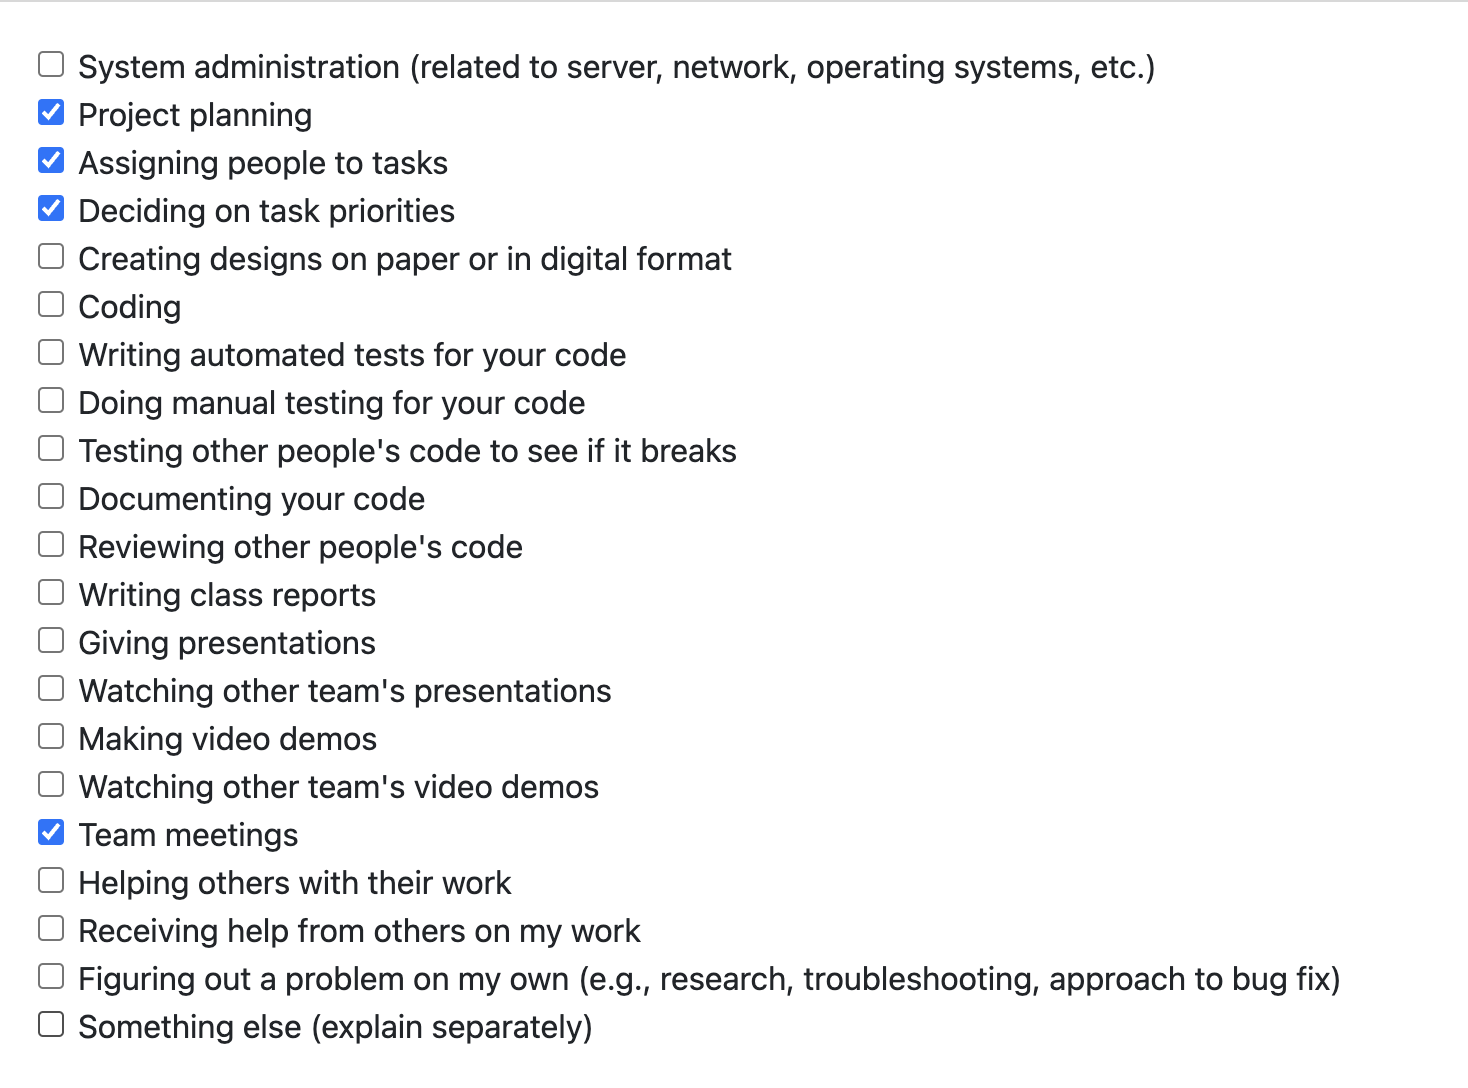 System administration (related to server, network, operating systems, etc.)
Project planning
Assigning people to tasks
Deciding on task priorities
Creating designs on paper or in digital format
Coding
Writing automated tests for your code
Doing manual testing for your code
Testing other people's code to see if it breaks
Documenting your code
Reviewing other people's code
Writing class reports
Giving presentations
Watching other team's presentations
Making video demos
Watching other team's video demos
Team meetings
Helping others with their work
Receiving help from others on my work
Figuring out a problem on my own (e.g., research, troubleshooting, approach to bug fix)
Something else (explain separately)